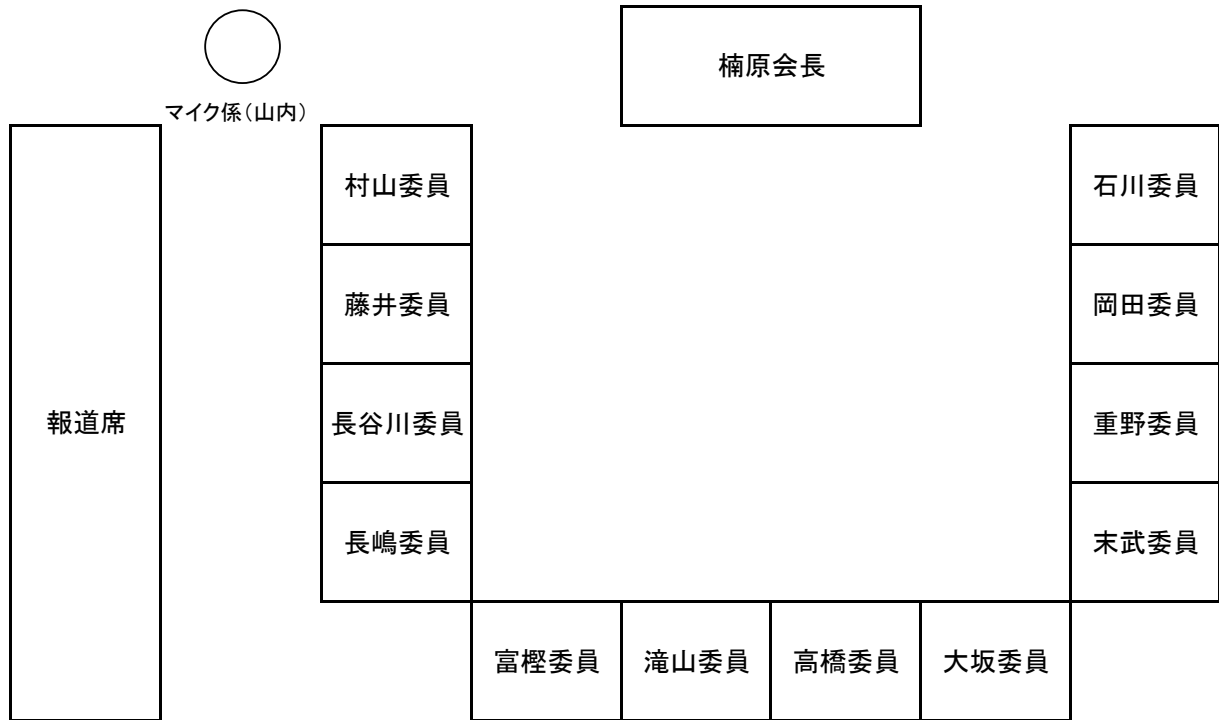 楠原会長
マイク係（山内）
村山委員
石川委員
藤井委員
岡田委員
報道席
長谷川委員
重野委員
長嶋委員
末武委員
富樫委員
滝山委員
高橋委員
大坂委員